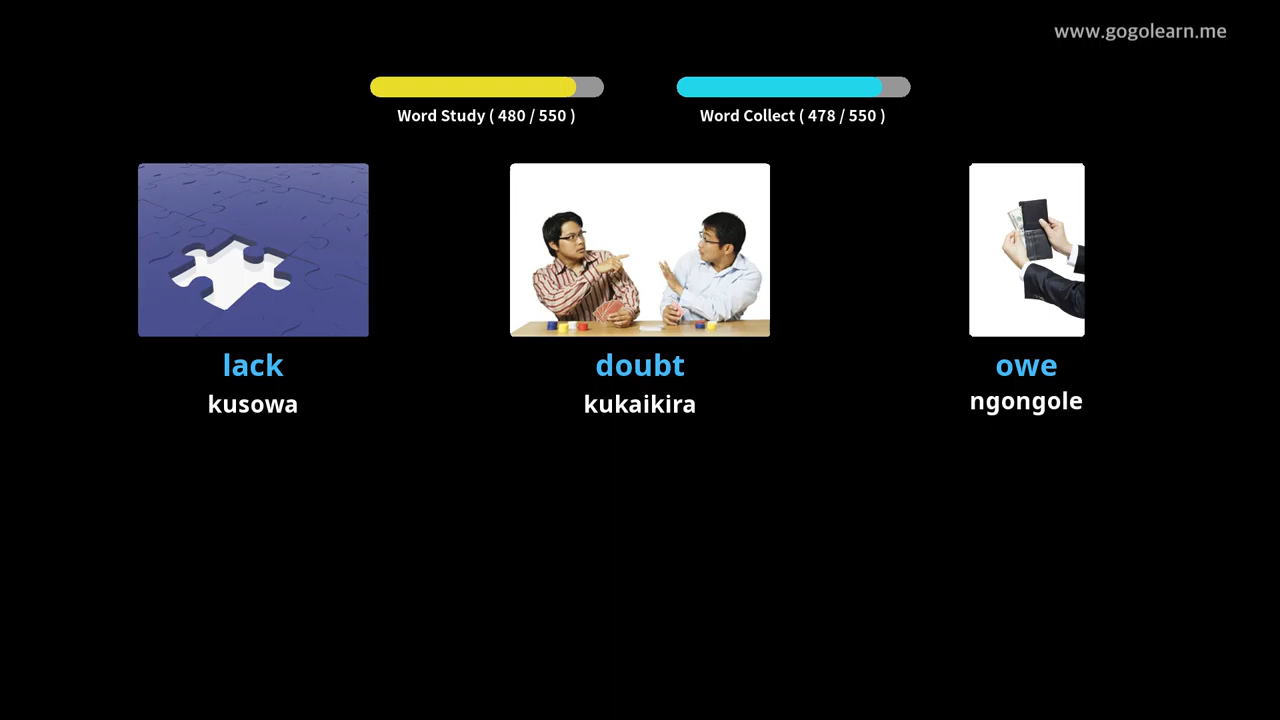 www.gogolearn.me
Word Study ( 480 / 550 )
Word Collect ( 478 / 550 )
lack
doubt
owe
kusowa
kukaikira
ngongole